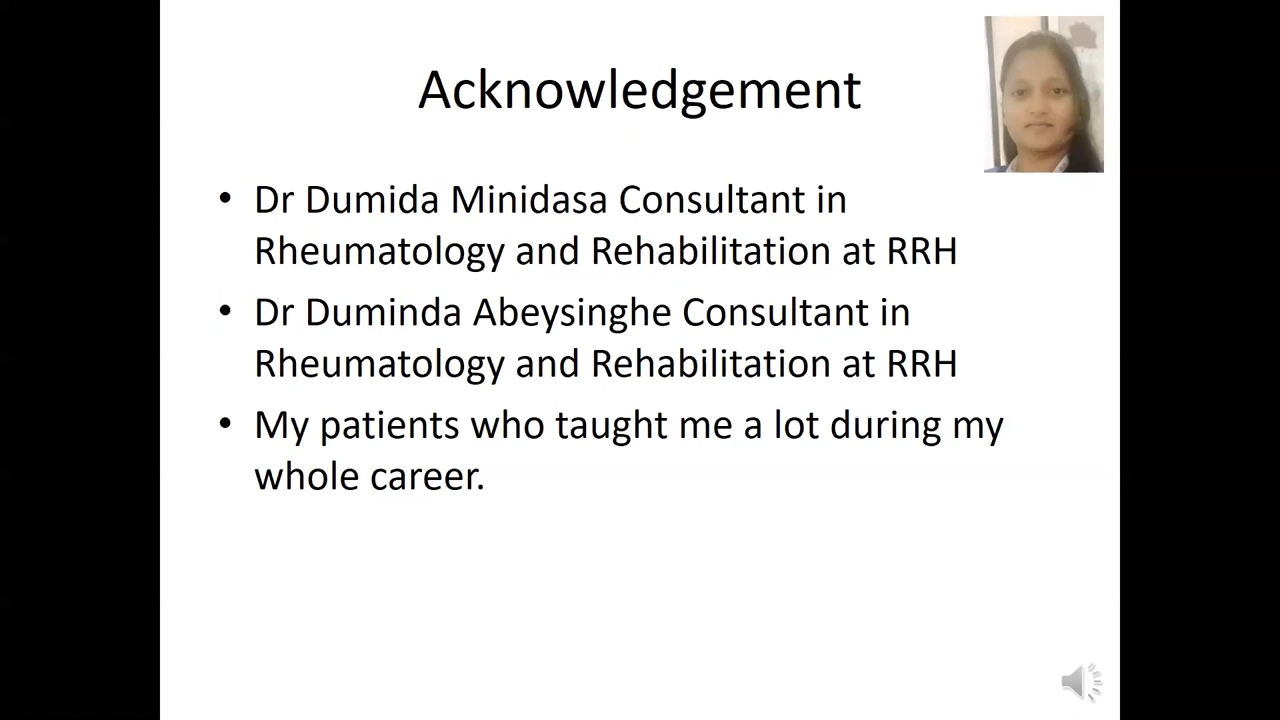 Acknowledgement
• Dr Dumida Minidasa Consultant in
Rheumatology and Rehabilitation at RRH
• Dr Duminda Abeysinghe Consultant in
Rheumatology and Rehabilitation at RRH
• My patients who taught me a lot during my
whole career.